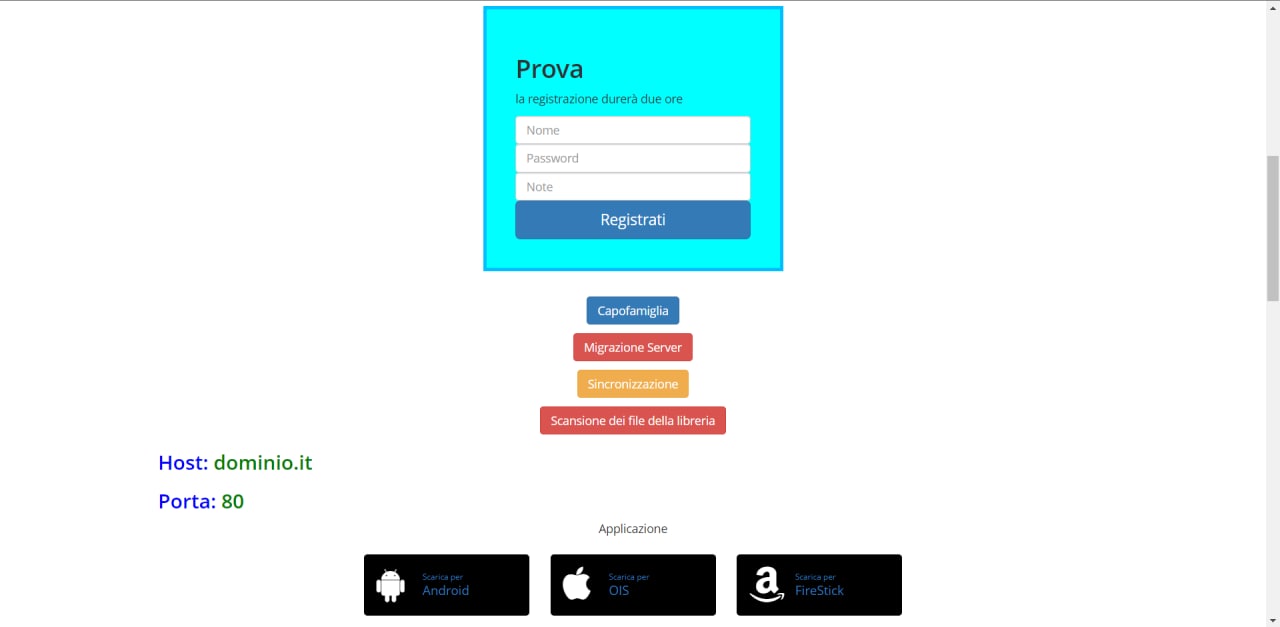 Prova
la registrazione durerà due ore
Nome
Password
Note
Registrati
Capofamiglia
Migrazione Server
Sincronizzazione
Scansione dei file della libreria
Host: dominio.it
Porta: 80
Applicazione
Scarica per
Android
Scarica per
OIS
Scarica per
FireStick